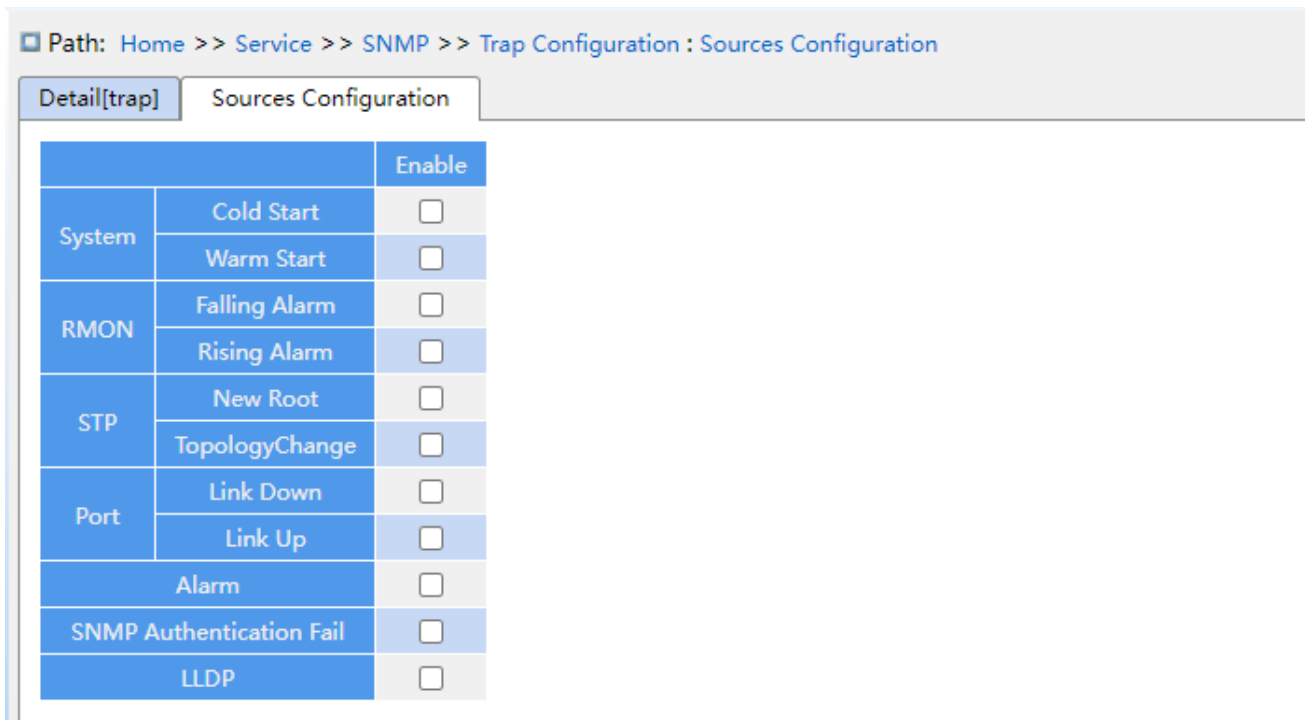 Path: Home >> Service >> SNMP >> Trap Configuration : Sources Configuration
Detail[trap] Sources Configuration
Enable
System Cold Start
Warm Start
RMON Falling Alarm
Rising Alarm
STP New Root
TopologyChange
Port Link Down
Link Up
Alarm
SNMP Authentication Fail
LLDP